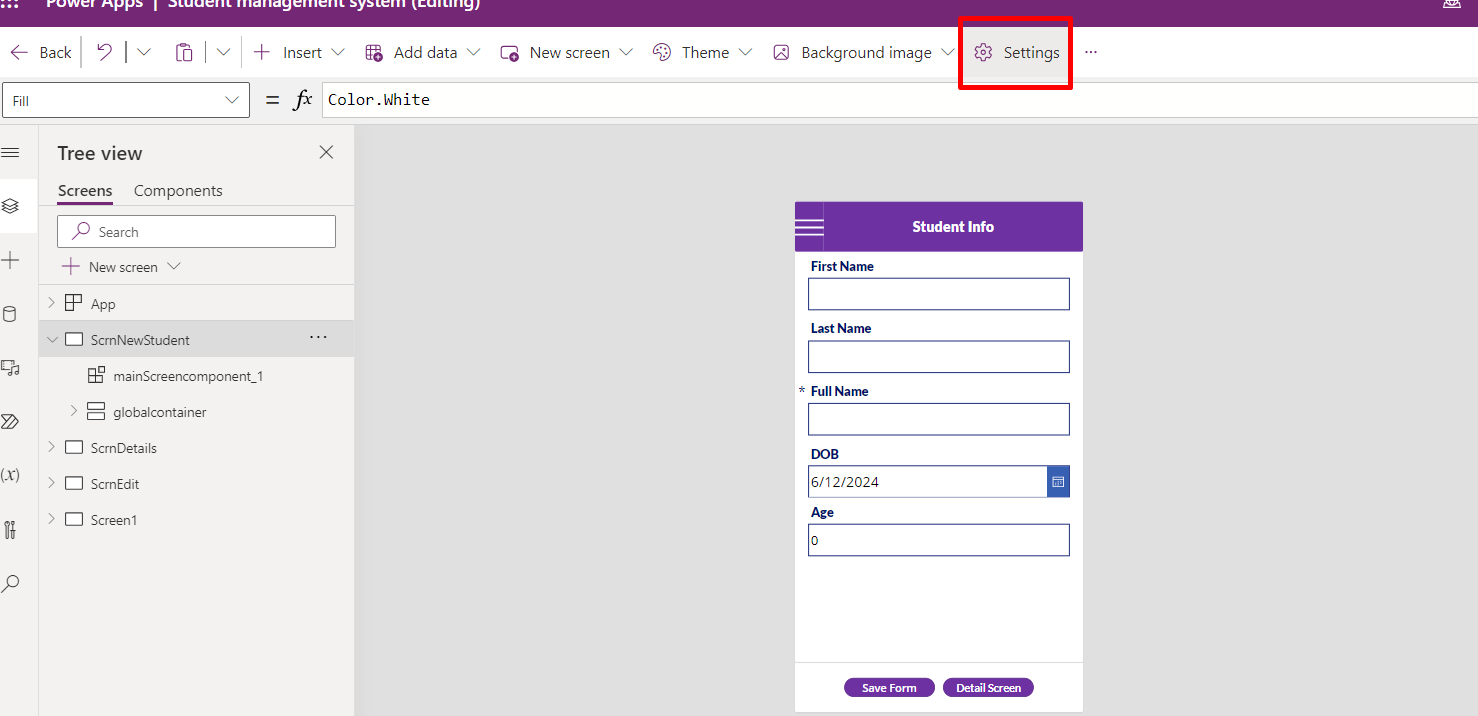 Power Apps | Student management system (Editing)
Back Insert Add data New screen Theme Background image Settings ...
Fill = fx Color.White
Tree view
Screens Components
Search
New screen
App
ScrnNewStudent ...
mainScreencomponent_1
globalcontainer
ScrnDetails
ScrnEdit
Screen1
(x)
Student Info
First Name
Last Name
* Full Name
DOB
6/12/2024
Age
0
Save Form Detail Screen